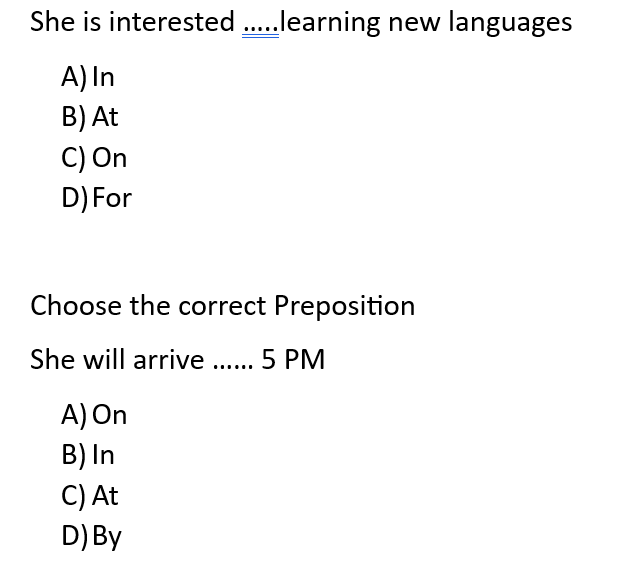 She is interested .....learning new languages
A) In
B) At
C) On
D) For
Choose the correct Preposition
She will arrive ...... 5 PM
A) On
B) In
C) At
D) By